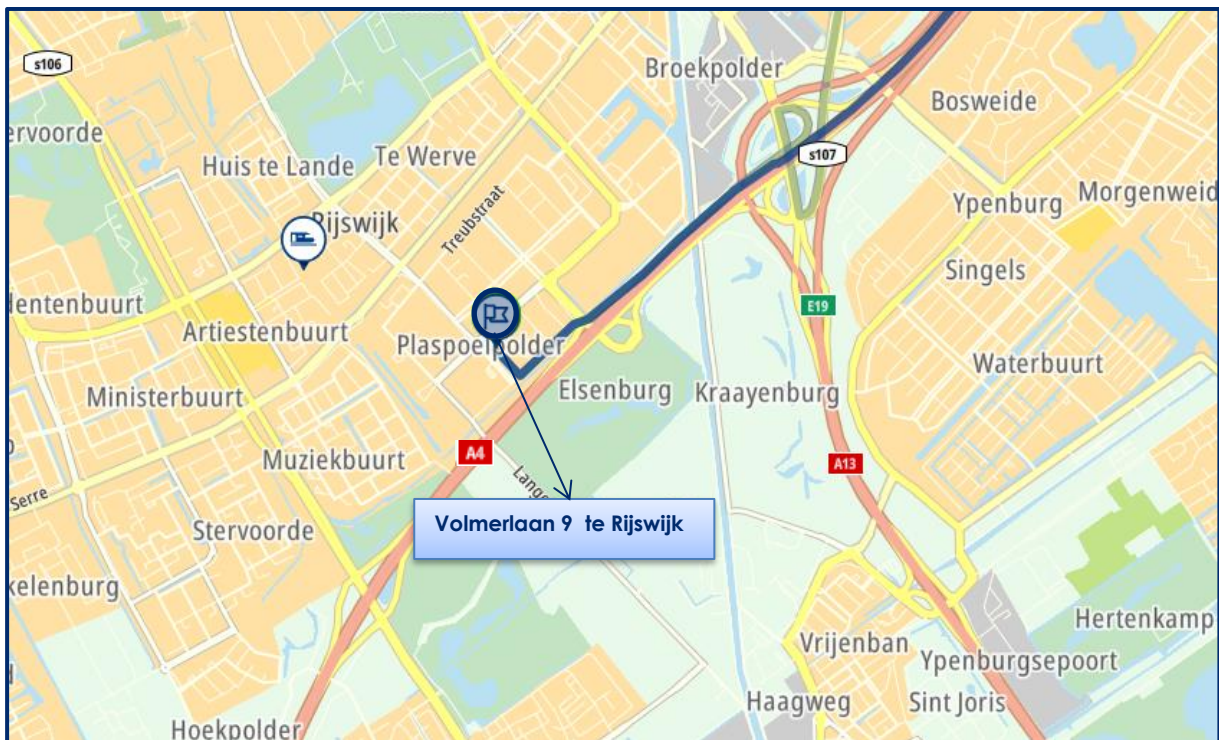 s106
Broekpolder
Bosweide
ervoorde
Huis te Lande
Te Werve
s107
Treubstraat
Ypenburg
Morgenweid
Rijswijk
Singels
dentenbuurt
E19
Artiestenbuurt
Plaspoelpolder
Waterbuurt
Ministerbuurt
Elsenburg
Kraayenburg
A4
A13
Muziekbuurt
Lange
-Serre
Volmerlaan 9 te Rijswijk
Stervoorde
kelenburg
Hertenkamp
Vrijenban
Ypenburgsepoort
Haagweg
Sint Joris
Hoekpolder